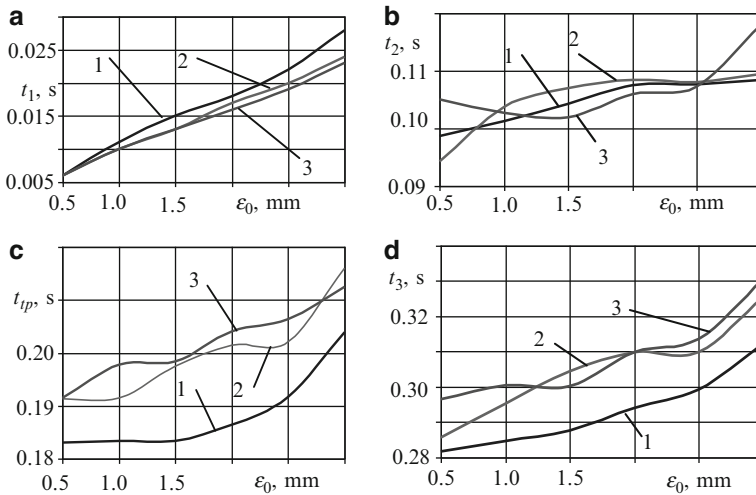 a
0.025
t₁, s
0.015
0.005
1
2
3
0.5 1.0 1.5 ε₀, mm
b
t₂, s
0.11
0.10
0.09
1
2
3
0.5 1.0 1.5 ε₀, mm
c
tₜₚ, s
0.20
0.19
0.18
3
1
2
0.5 1.0 1.5 ε₀, mm
d
t₃, s
0.32
0.30
0.28
3
2
1
0.5 1.0 1.5 ε₀, mm